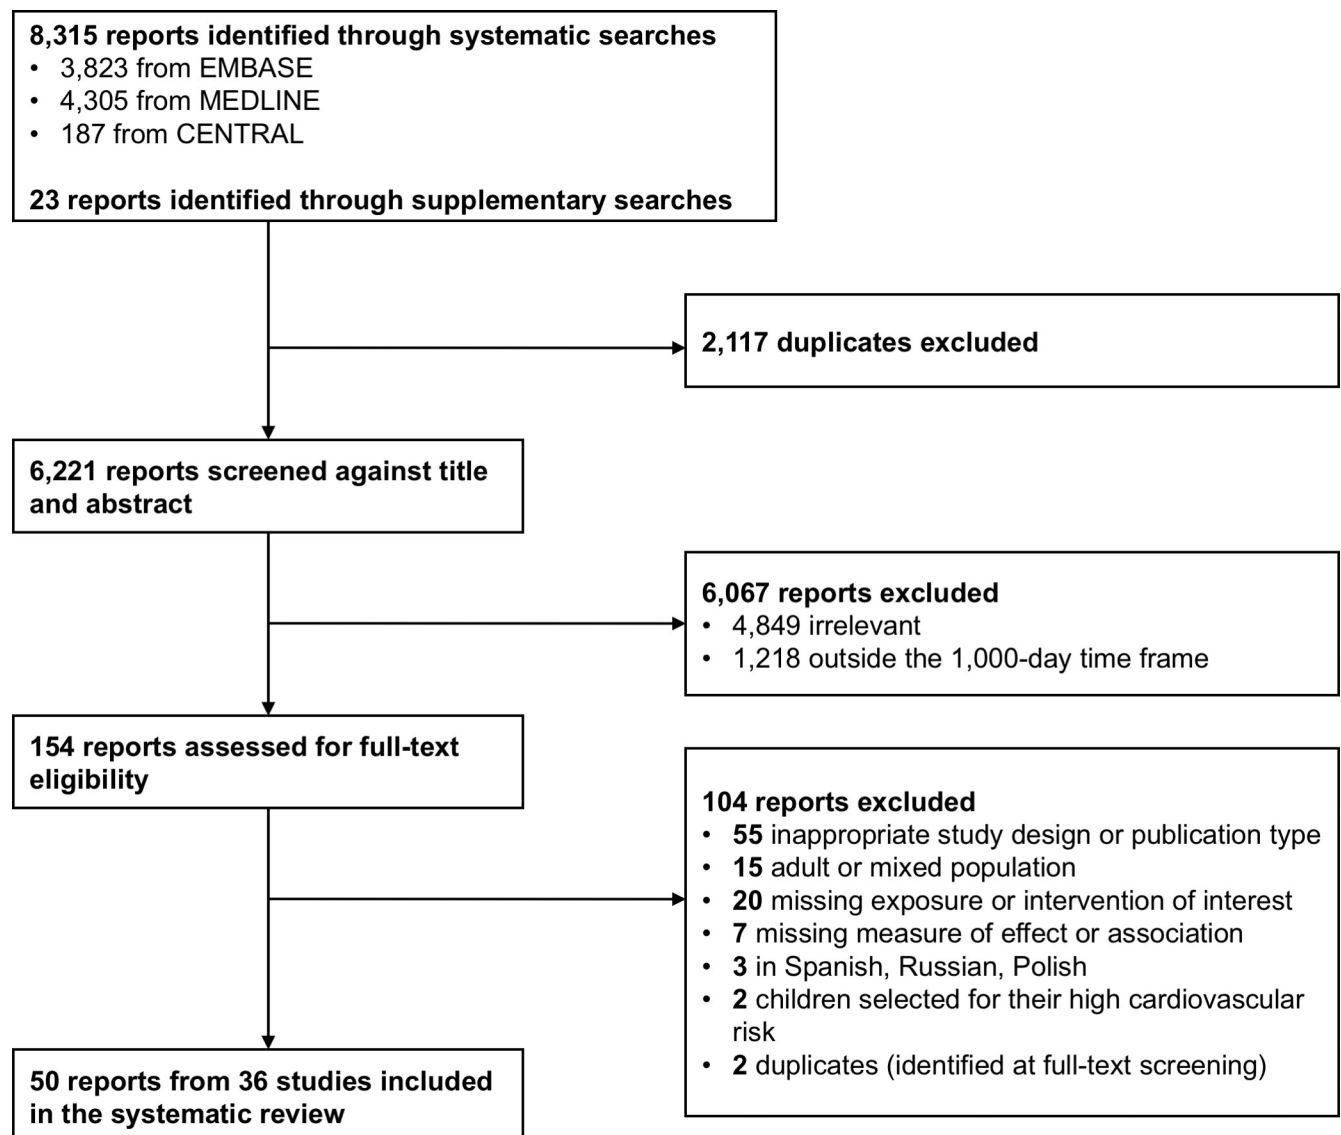 8,315 reports identified through systematic searches
• 3,823 from EMBASE
• 4,305 from MEDLINE
• 187 from CENTRAL
23 reports identified through supplementary searches
2,117 duplicates excluded
6,221 reports screened against title
and abstract
6,067 reports excluded
• 4,849 irrelevant
• 1,218 outside the 1,000-day time frame
154 reports assessed for full-text
eligibility
104 reports excluded
• 55 inappropriate study design or publication type
• 15 adult or mixed population
• 20 missing exposure or intervention of interest
• 7 missing measure of effect or association
• 3 in Spanish, Russian, Polish
• 2 children selected for their high cardiovascular
risk
• 2 duplicates (identified at full-text screening)
50 reports from 36 studies included
in the systematic review